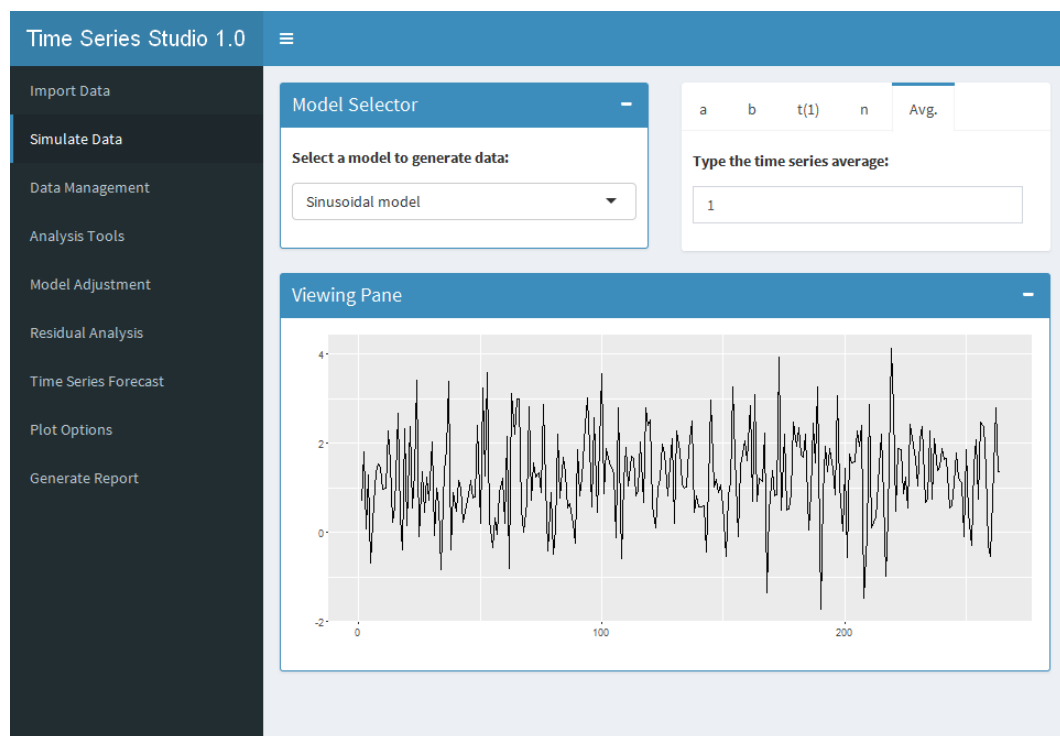 Time Series Studio 1.0
Import Data
Simulate Data
Data Management
Analysis Tools
Model Adjustment
Residual Analysis
Time Series Forecast
Plot Options
Generate Report
Model Selector
Select a model to generate data:
Sinusoidal model
a b t(1) n Avg.
Type the time series average:
1
Viewing Pane
4
2
0
-2
0 100 200